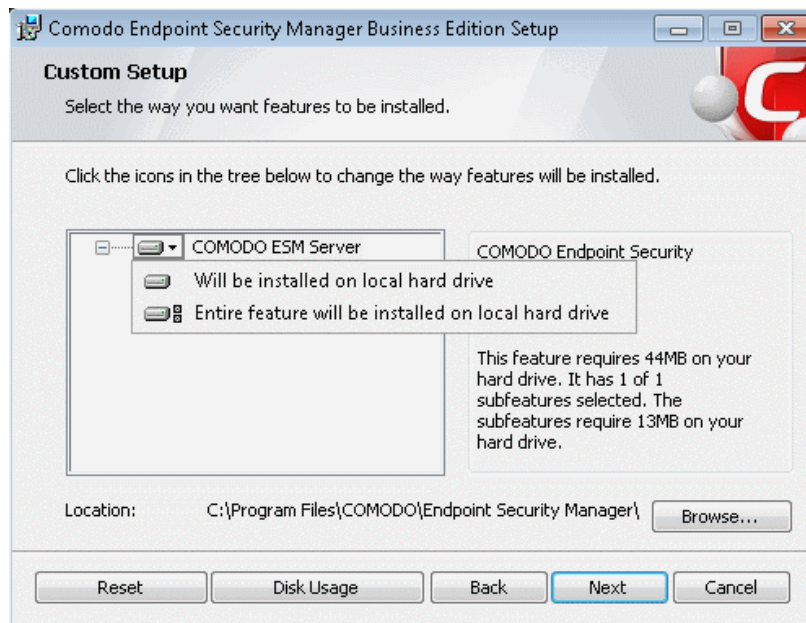 Comodo Endpoint Security Manager Business Edition Setup
Custom Setup
Select the way you want features to be installed.
Click the icons in the tree below to change the way features will be installed.
COMODO ESM Server
COMODO Endpoint Security
Will be installed on local hard drive
Entire feature will be installed on local hard drive
This feature requires 44MB on your
hard drive. It has 1 of 1
subfeatures selected. The
subfeatures require 13MB on your
hard drive.
Location: C:\Program Files\COMODO\Endpoint Security Manager\ Browse...
Reset Disk Usage Back Next Cancel